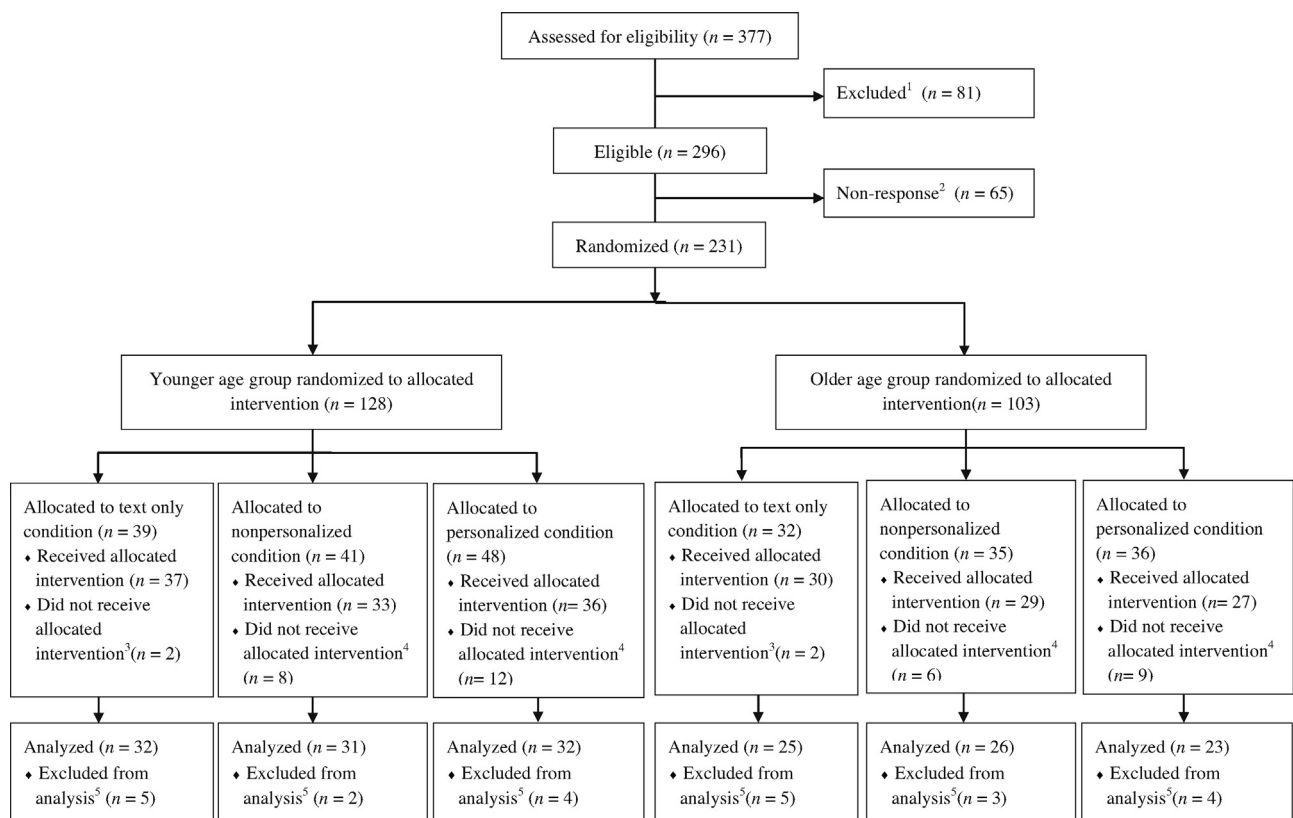 Assessed for eligibility (n = 377)
Excluded¹ (n = 81)
Eligible (n = 296)
Non-response² (n = 65)
Randomized (n = 231)
Younger age group randomized to allocated
intervention (n = 128)
Older age group randomized to allocated
intervention(n = 103)
Allocated to text only
condition (n = 39)
♦ Received allocated
intervention (n = 37)
♦ Did not receive
allocated
intervention³(n = 2)
Allocated to
nonpersonalized
condition (n = 41)
♦ Received allocated
intervention (n = 33)
♦ Did not receive
allocated intervention⁴
(n = 8)
Allocated to
personalized condition
(n = 48)
♦ Received allocated
intervention (n= 36)
♦ Did not receive
allocated intervention⁴
(n= 12)
Allocated to text only
condition (n = 32)
♦ Received allocated
intervention (n = 30)
♦ Did not receive
allocated
intervention³(n = 2)
Allocated to
nonpersonalized
condition (n = 35)
♦ Received allocated
intervention (n = 29)
♦ Did not receive
allocated intervention⁴
(n = 6)
Allocated to
personalized condition
(n = 36)
♦ Received allocated
intervention (n= 27)
♦ Did not receive
allocated intervention⁴
(n= 9)
Analyzed (n = 32)
♦ Excluded from
analysis⁵ (n = 5)
Analyzed (n = 31)
♦ Excluded from
analysis⁵ (n = 2)
Analyzed (n = 32)
♦ Excluded from
analysis⁵ (n = 4)
Analyzed (n = 25)
♦ Excluded from
analysis⁵(n = 5)
Analyzed (n = 26)
♦ Excluded from
analysis⁵(n = 3)
Analyzed (n = 23)
♦ Excluded from
analysis⁵ (n = 4)